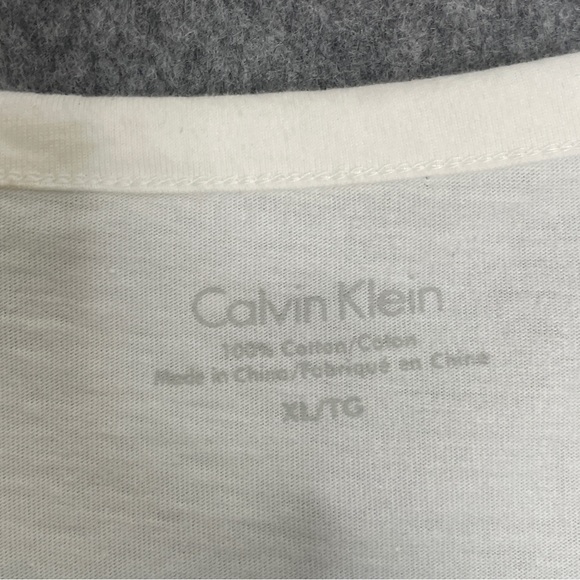 Calvin Klein
100% Cotton/Coton
Made in China/Fabriqué en Chine
XL/TG